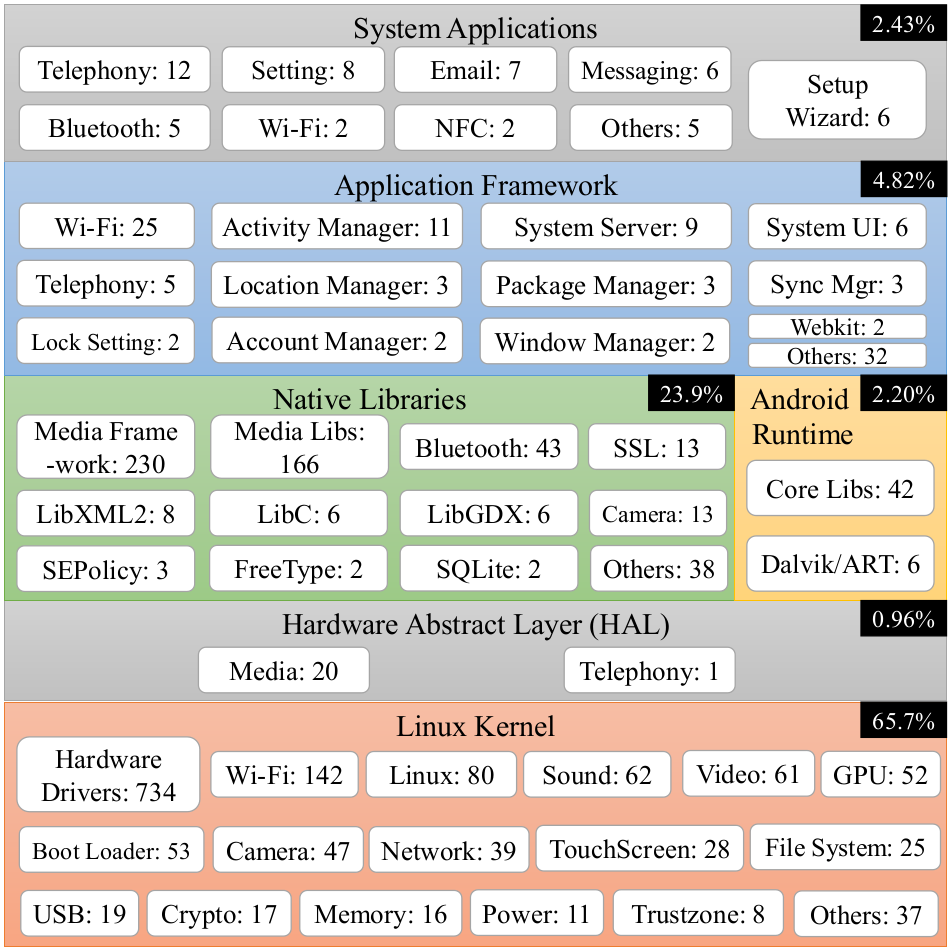 System Applications
2.43%
Telephony: 12
Setting: 8
Email: 7
Messaging: 6
Setup
Wizard: 6
Bluetooth: 5
Wi-Fi: 2
NFC: 2
Others: 5
Application Framework
4.82%
Wi-Fi: 25
Activity Manager: 11
System Server: 9
System UI: 6
Telephony: 5
Location Manager: 3
Package Manager: 3
Sync Mgr: 3
Lock Setting: 2
Account Manager: 2
Window Manager: 2
Webkit: 2
Others: 32
Native Libraries
23.9%
Media Frame
-work: 230
Media Libs:
166
Bluetooth: 43
SSL: 13
LibXML2: 8
LibC: 6
LibGDX: 6
Camera: 13
SEPolicy: 3
FreeType: 2
SQLite: 2
Others: 38
Android
Runtime
2.20%
Core Libs: 42
Dalvik/ART: 6
Hardware Abstract Layer (HAL)
0.96%
Media: 20
Telephony: 1
Linux Kernel
65.7%
Hardware
Drivers: 734
Wi-Fi: 142
Linux: 80
Sound: 62
Video: 61
GPU: 52
Boot Loader: 53
Camera: 47
Network: 39
TouchScreen: 28
File System: 25
USB: 19
Crypto: 17
Memory: 16
Power: 11
Trustzone: 8
Others: 37